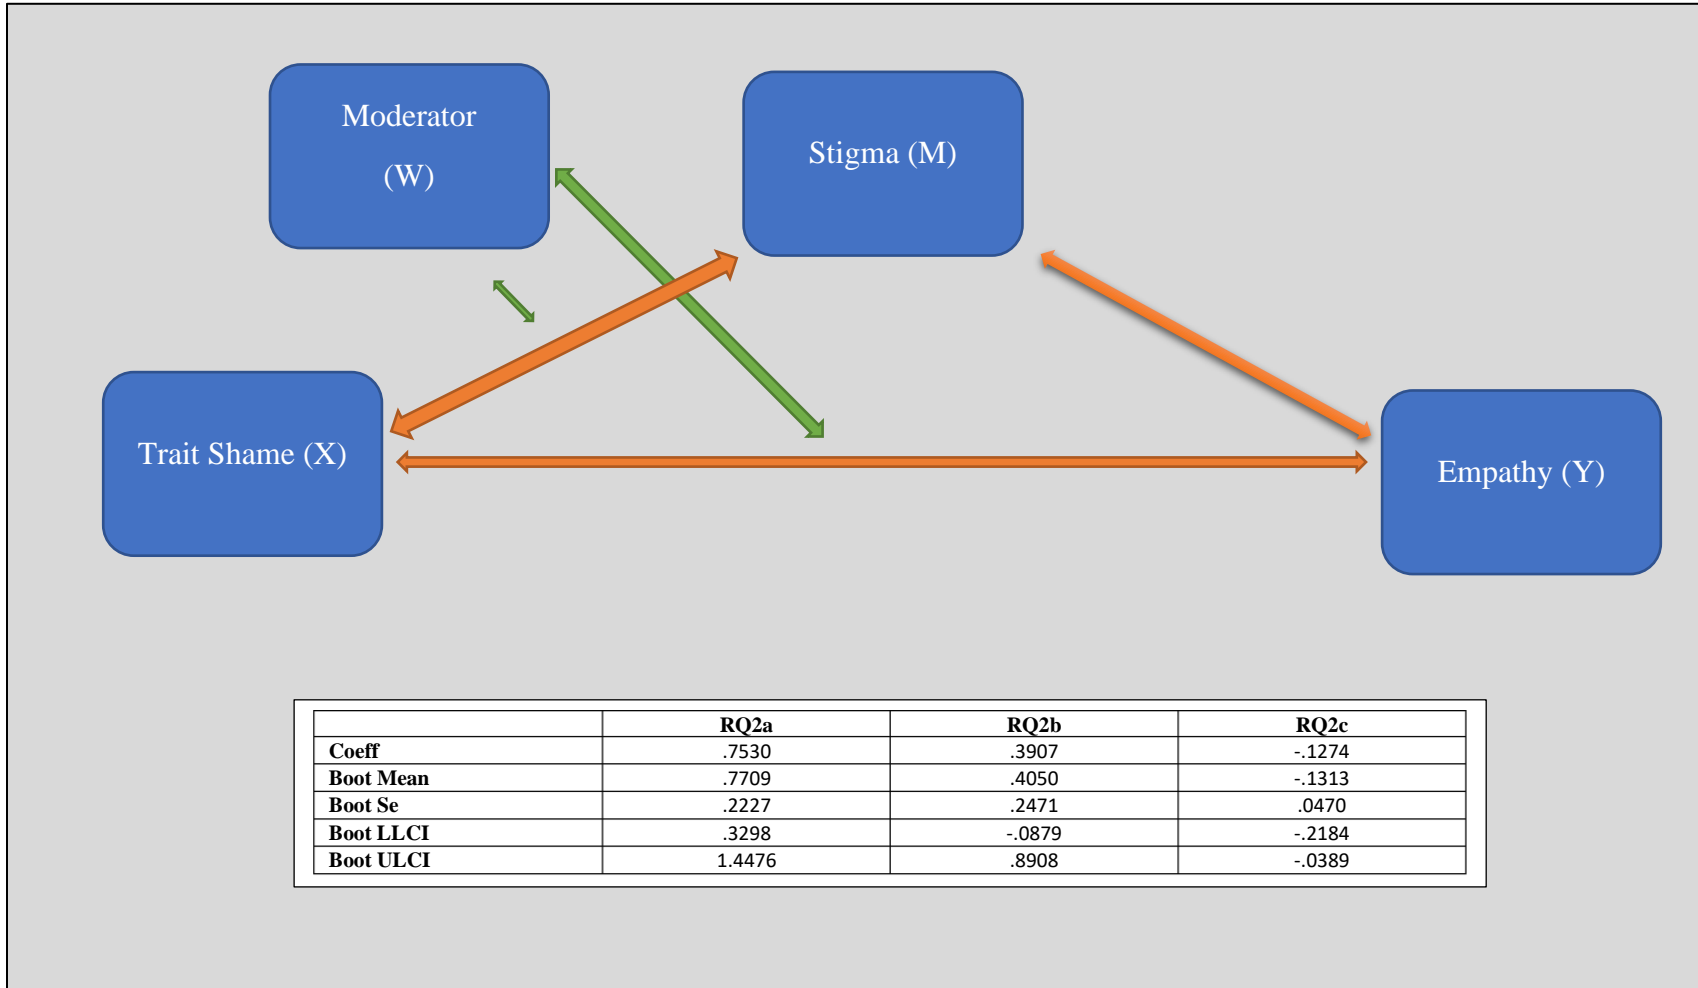 Moderator
(W)
Stigma (M)
Trait Shame (X)
Empathy (Y)
RQ2a RQ2b RQ2c
Coeff .7530 .3907 -.1274
Boot Mean .7709 .4050 -.1313
Boot Se .2227 .2471 .0470
Boot LLCI .3298 -.0879 -.2184
Boot ULCI 1.4476 .8908 -.0389